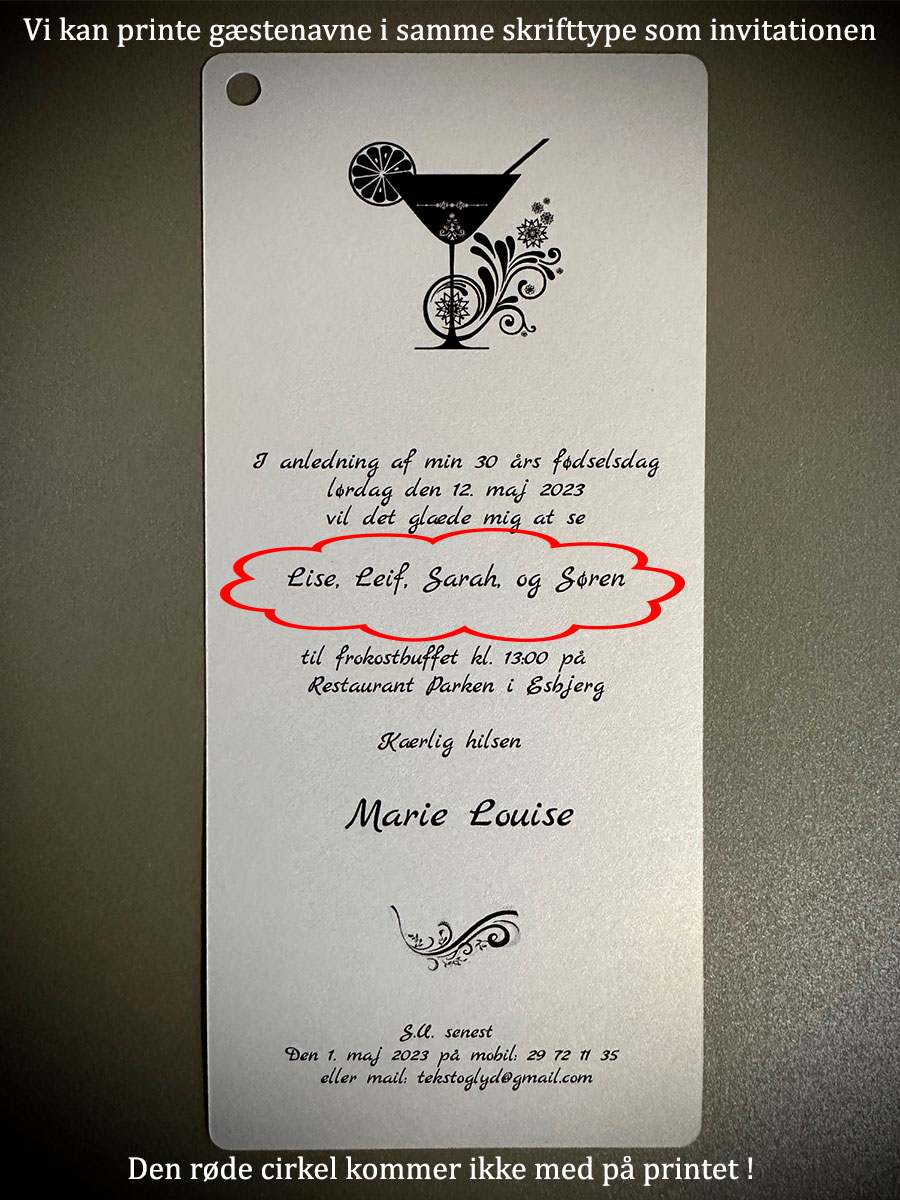 Vi kan printe gæstenavne i samme skrifttype som invitationen
I anledning af min 30 års fødselsdag
lørdag den 12. maj 2023
vil det glæde mig at se
Lise, Leif, Sarah, og Søren
til frokostbuffet kl. 13:00 på
Restaurant Parken i Esbjerg
Kærlig hilsen
Marie Louise
S.U. senest
Den 1. maj 2023 på mobil: 29 72 11 35
eller mail: tekstoglyd@gmail.com
Den røde cirkel kommer ikke med på printet !